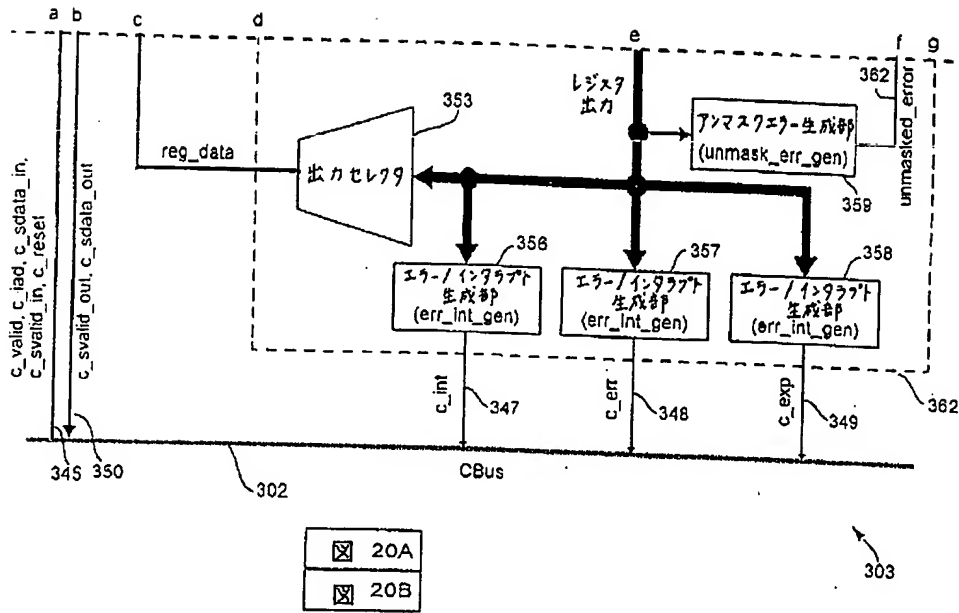 a b c d e f g
レジスタ
出力
362
353
アンマスクエラー生成部
(unmask_err_gen)
unmasked_error
reg_data
出力セレクタ
359
356
357
358
エラー/インタラプト
生成部
(err_int_gen)
エラー/インタラプト
生成部
(err_int_gen)
エラー/インタラプト
生成部
(err_int_gen)
c_valid, c_iad, c_sdata_in,
c_svalid_in, c_reset
c_svalid_out, c_sdata_out
c_int
347
c_err
348
c_exp
349
362
345
350
302
CBus
303
図 20A
図 20B